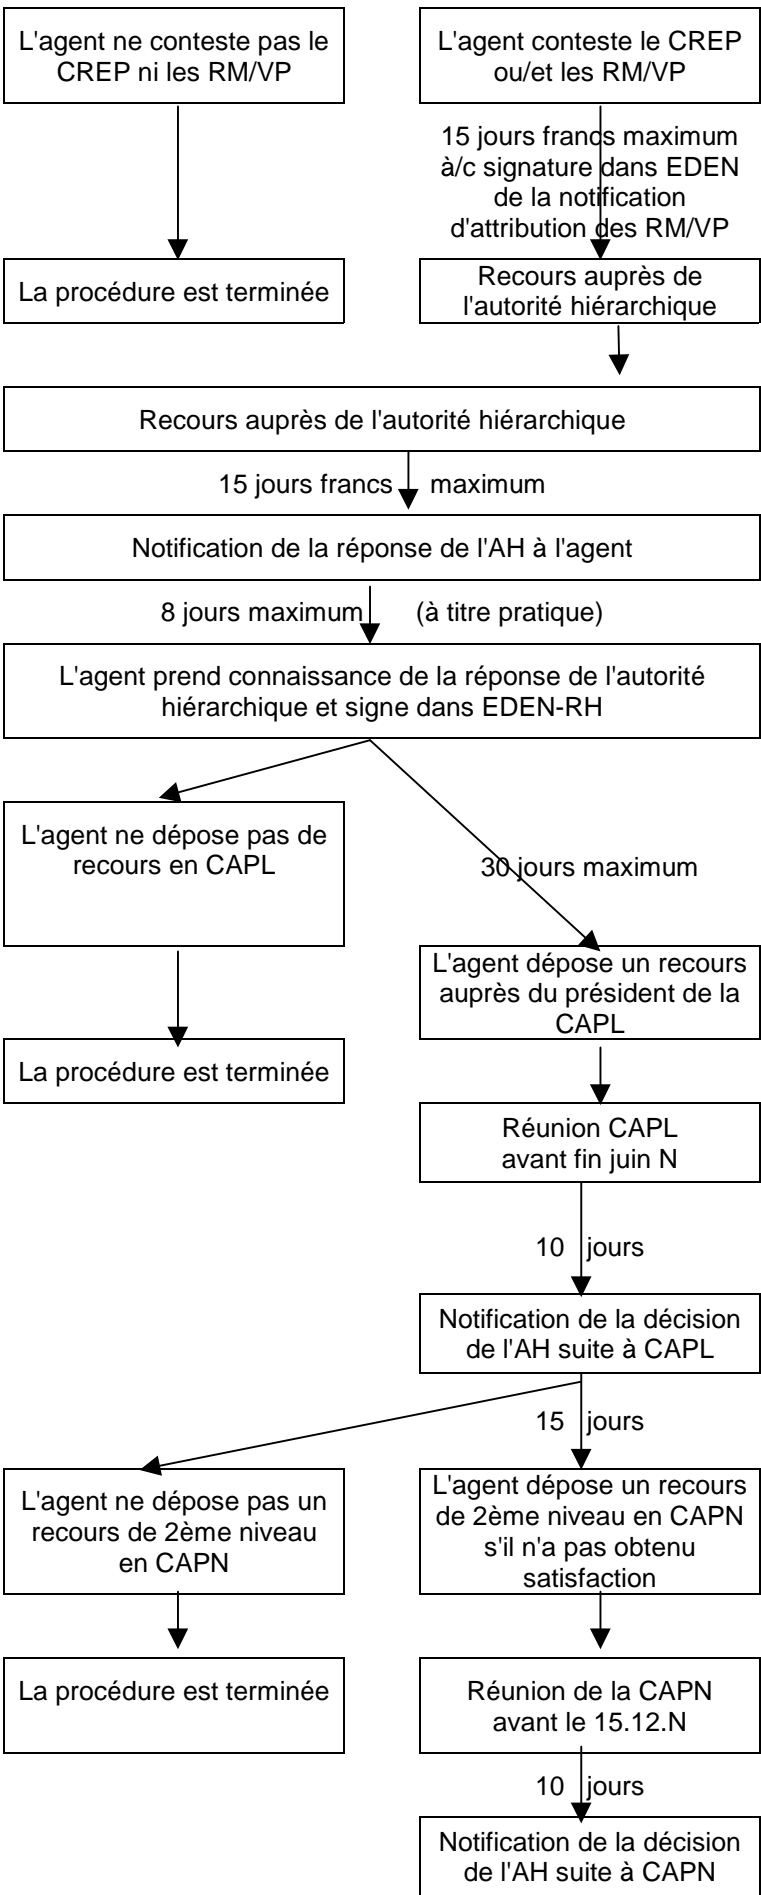 L'agent ne conteste pas le
CREP ni les RM/VP
L'agent conteste le CREP
ou/et les RM/VP
15 jours francs maximum
à/c signature dans EDEN
de la notification
d'attribution des RM/VP
La procédure est terminée
Recours auprès de
l'autorité hiérarchique
Recours auprès de l'autorité hiérarchique
15 jours francs maximum
Notification de la réponse de l'AH à l'agent
8 jours maximum (à titre pratique)
L'agent prend connaissance de la réponse de l'autorité
hiérarchique et signe dans EDEN-RH
L'agent ne dépose pas de
recours en CAPL
30 jours maximum
L'agent dépose un recours
auprès du président de la
CAPL
La procédure est terminée
Réunion CAPL
avant fin juin N
10 jours
Notification de la décision
de l'AH suite à CAPL
15 jours
L'agent ne dépose pas un
recours de 2ème niveau
en CAPN
L'agent dépose un recours
de 2ème niveau en CAPN
s'il n'a pas obtenu
satisfaction
La procédure est terminée
Réunion de la CAPN
avant le 15.12.N
10 jours
Notification de la décision
de l'AH suite à CAPN